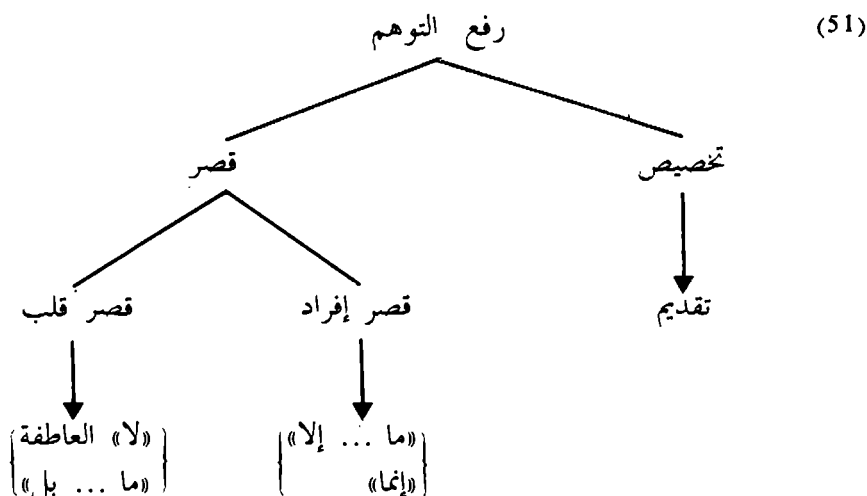 (51)
رفع التوهم
تخصيص
قصر
تقديم
قصر إفراد
قصر قلب
«ما ... إلا»
«إنما»
«لا» العاطفة
«ما ... بل»